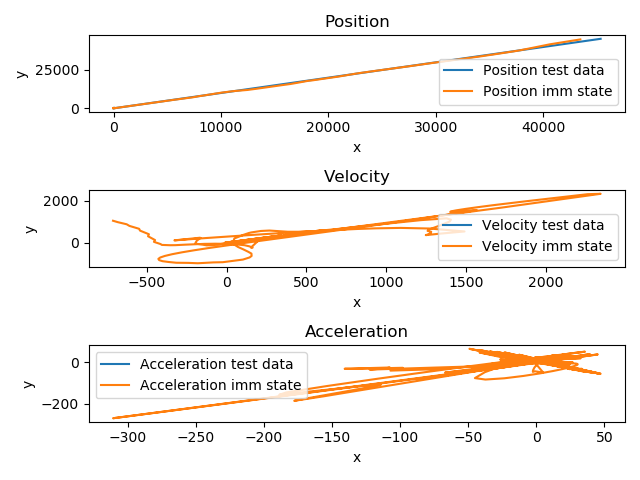 Position
y
25000
0
Position test data
Position imm state
0 10000 20000 30000 40000
x
Velocity
y
2000
0
Velocity test data
Velocity imm state
−500 0 500 1000 1500 2000
x
Acceleration
y
0
−200
Acceleration test data
Acceleration imm state
−300 −250 −200 −150 −100 −50 0 50
x